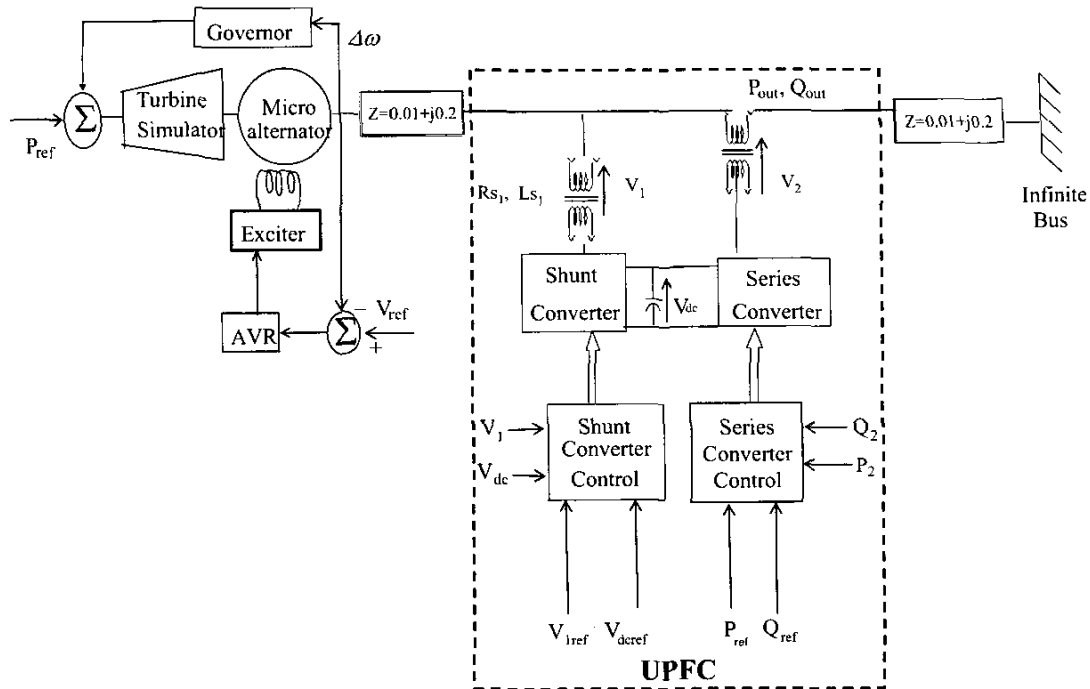 Governor
Δω
Σ
P_ref
Turbine
Simulator
Micro
alternator
Z=0.01+j0.2
P_out, Q_out
Z=0.01+j0.2
Infinite
Bus
Rs_1, Ls_1
V_1
V_2
Exciter
AVR
Σ
−
+
V_ref
Shunt
Converter
V_dc
Series
Converter
V_1
V_dc
Shunt
Converter
Control
Series
Converter
Control
Q_2
P_2
V_1ref
V_dcref
P_ref
Q_ref
UPFC